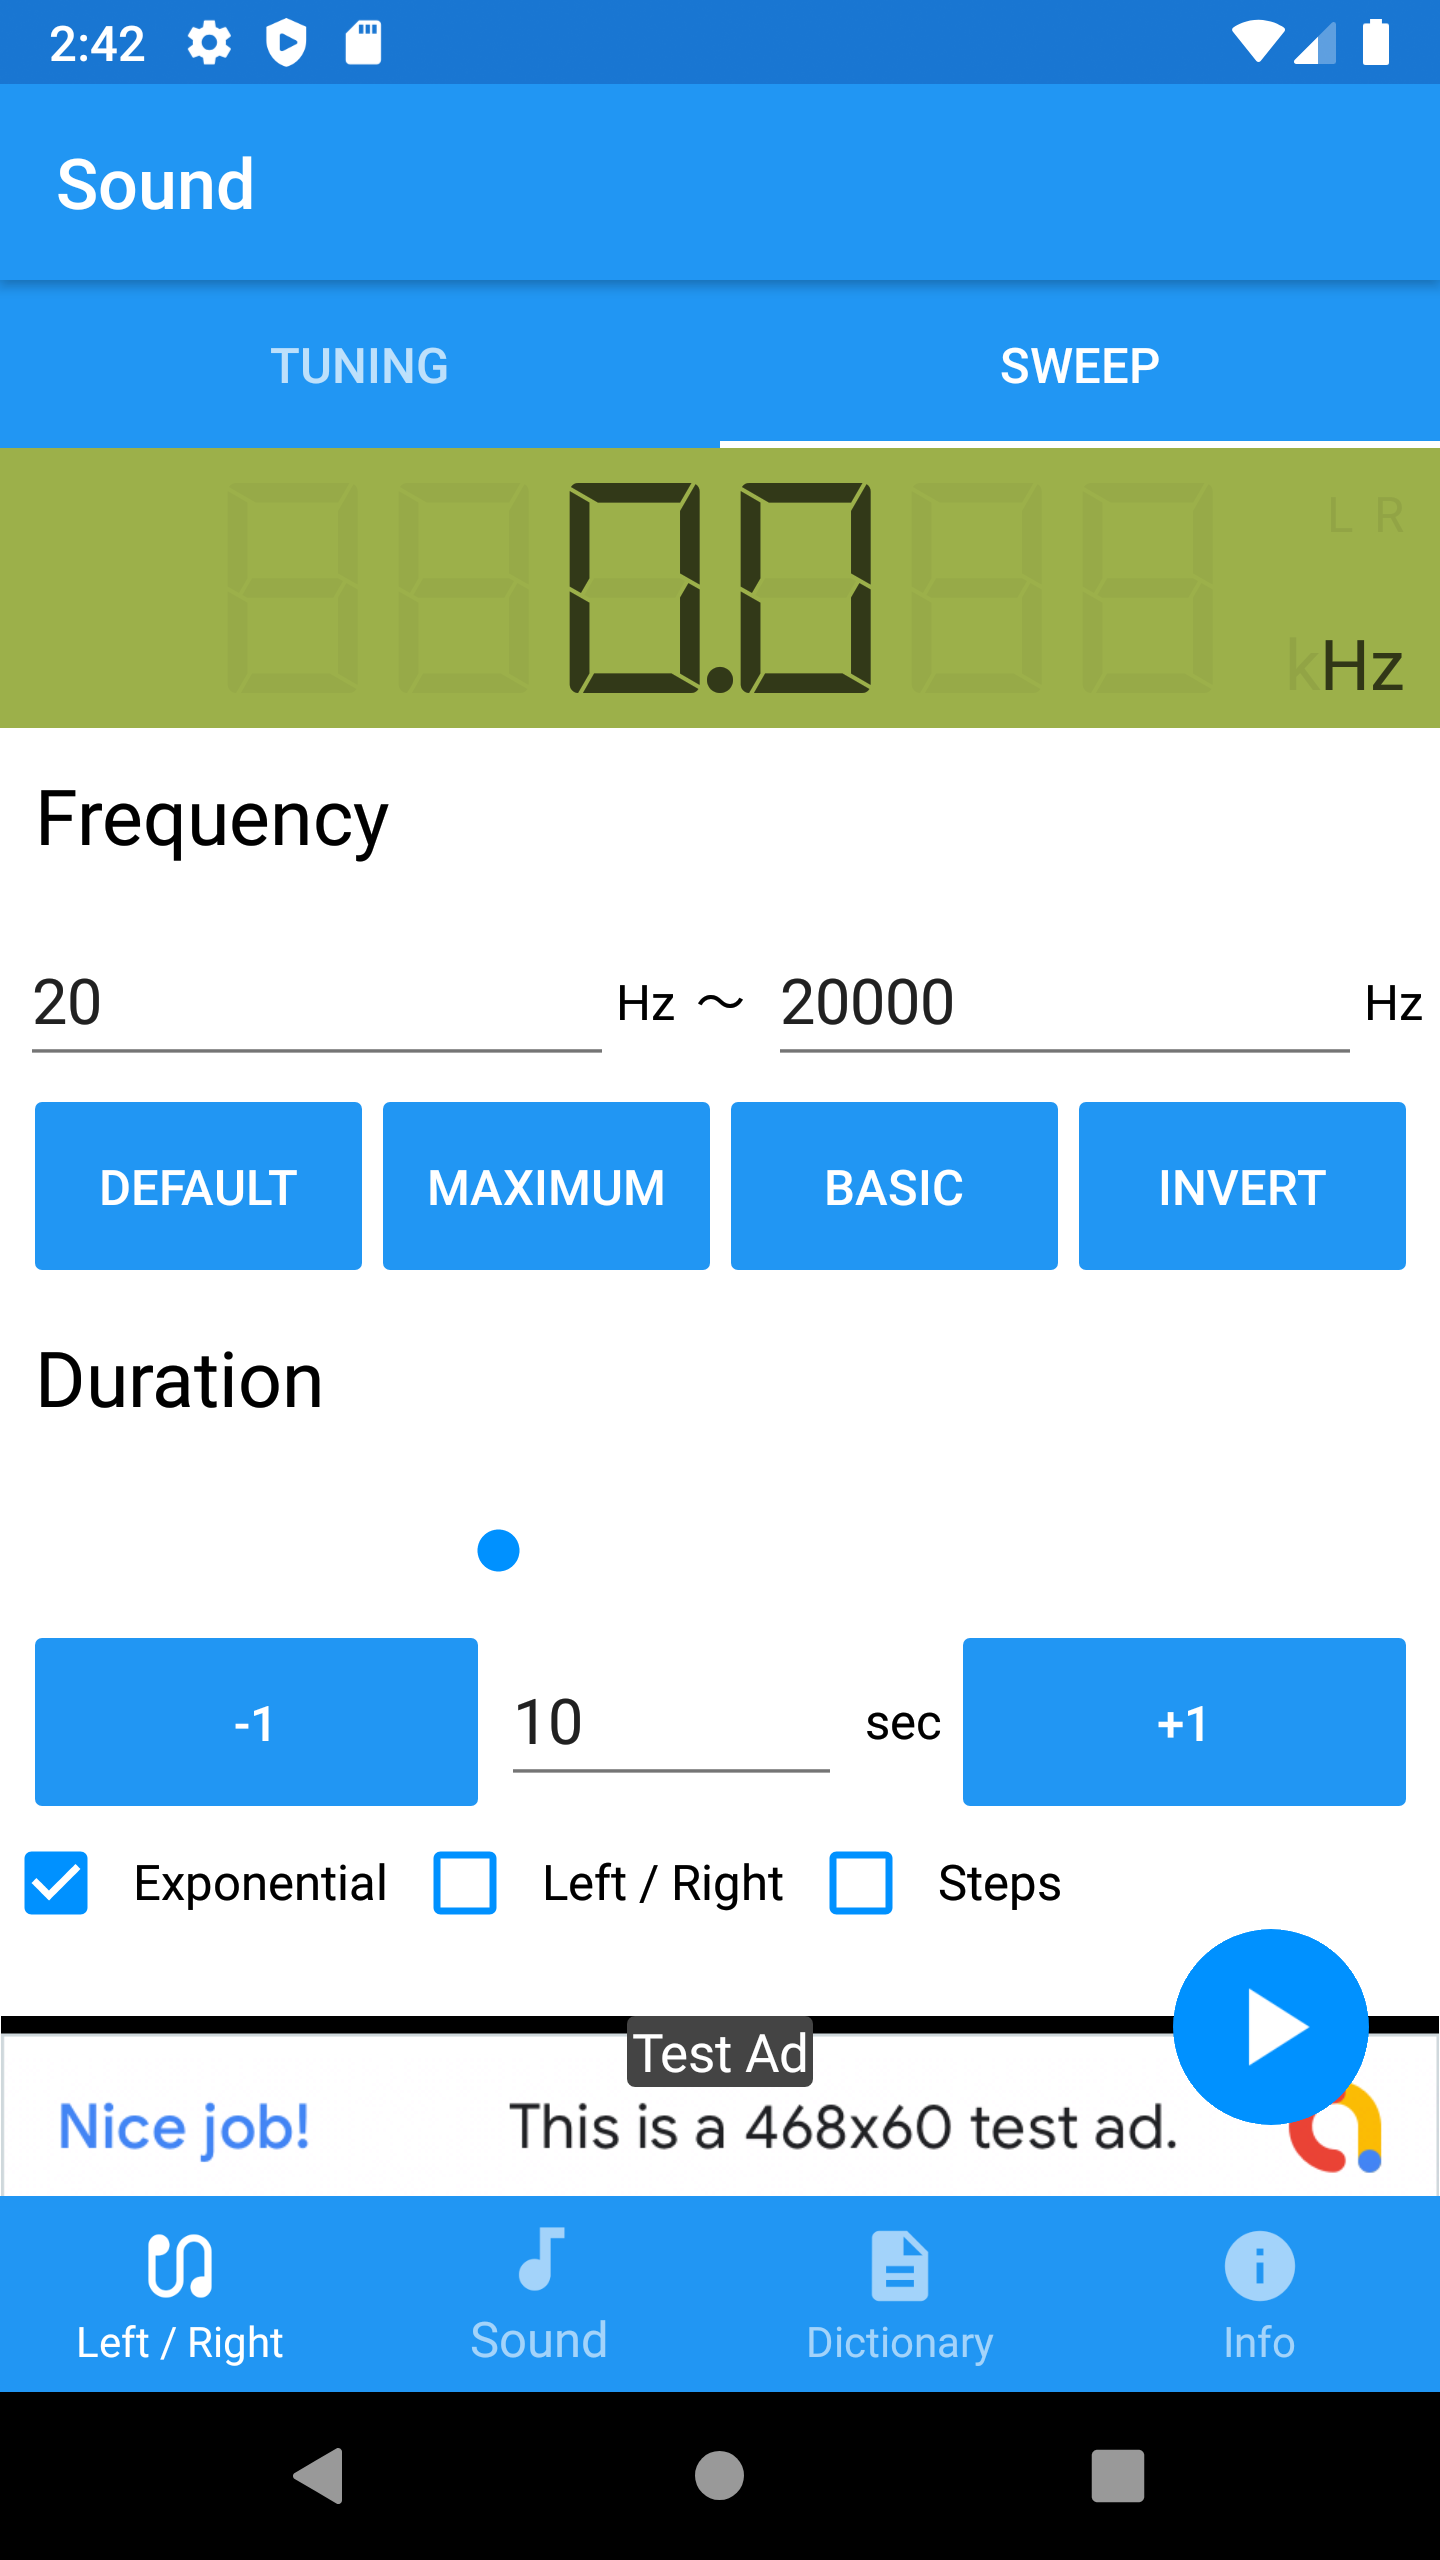 2:42
Sound
TUNING SWEEP
L R
0.0 kHz
Frequency
20 Hz ～ 20000 Hz
DEFAULT MAXIMUM BASIC INVERT
Duration
-1 10 sec +1
Exponential Left / Right Steps
Test Ad
Nice job! This is a 468x60 test ad.
Left / Right Sound Dictionary Info